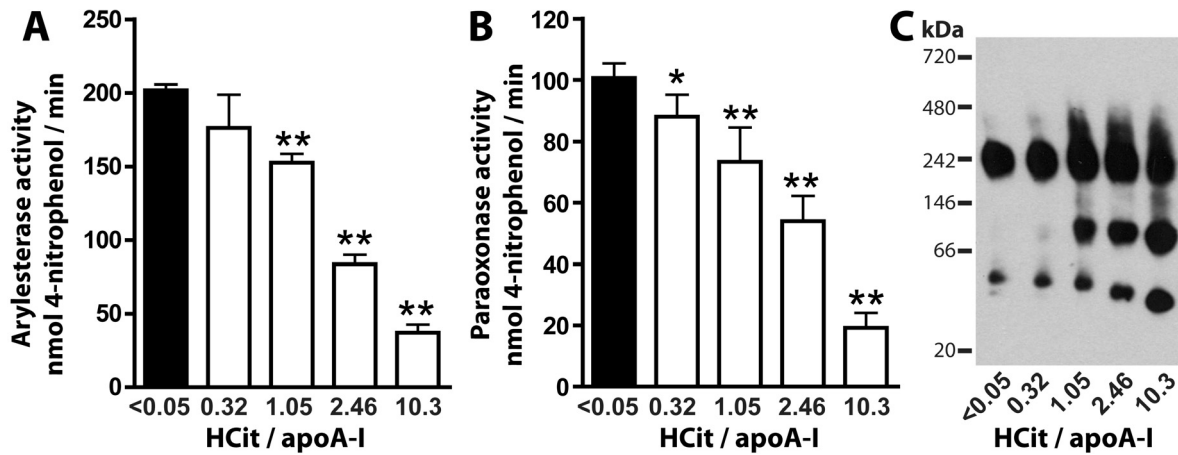 A
Arylesterase activity
nmol 4-nitrophenol / min
250
200
150
100
50
0
**
**
**
<0.05 0.32 1.05 2.46 10.3
HCit / apoA-I
B
Paraoxonase activity
nmol 4-nitrophenol / min
120
100
80
60
40
20
0
*
**
**
**
<0.05 0.32 1.05 2.46 10.3
HCit / apoA-I
C kDa
720
480
242
146
66
20
<0.05 0.32 1.05 2.46 10.3
HCit / apoA-I